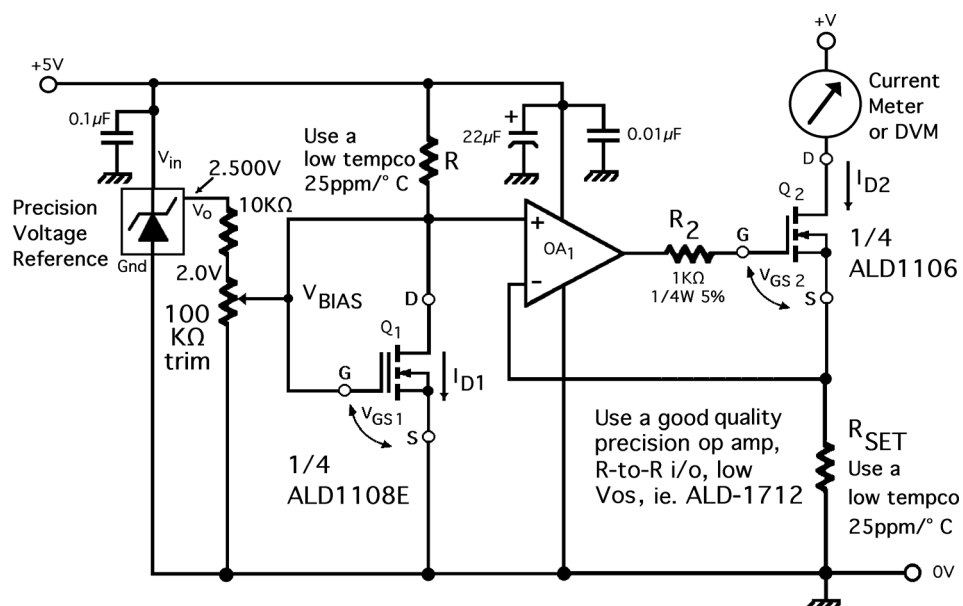 +5V
0.1µF
Vin
2.500V
Precision
Voltage
Reference
Vo
Gnd
10KΩ
2.0V
100
KΩ
trim
VBIAS
Use a
low tempco
25ppm/° C
R
D
Q1
G
ID1
VGS1
S
1/4
ALD1108E
+
22µF
0.01µF
+
OA1
−
R2
1KΩ
1/4W 5%
G
VGS 2
+V
Current
Meter
or DVM
D
ID2
Q2
1/4
ALD1106
S
Use a good quality
precision op amp,
R-to-R i/o, low
Vos, ie. ALD-1712
RSET
Use a
low tempco
25ppm/° C
0V